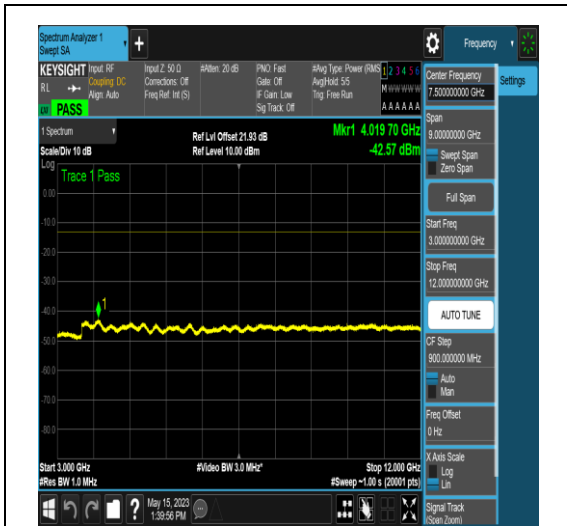 Spectrum Analyzer 1
Swept SA
+
Frequency
KEYSIGHT
RL
PASS
Input: RF
Coupling: DC
Align: Auto
Input Z: 50 Ω
Corrections: Off
Freq Ref: Int (S)
#Atten: 20 dB
PNO: Fast
Gate: Off
IF Gain: Low
Sig Track: Off
#Avg Type: Power (RMS
Avg|Hold: 5/5
Trig: Free Run
1 2 3 4 5 6
M W W W W W
A A A A A A
Center Frequency
7.500000000 GHz
Settings
Span
9.00000000 GHz
Swept Span
Zero Span
Full Span
Start Freq
3.000000000 GHz
Stop Freq
12.000000000 GHz
AUTO TUNE
CF Step
900.000000 MHz
Auto
Man
Freq Offset
0 Hz
X Axis Scale
Log
Lin
Signal Track
(Span Zoom)
1 Spectrum
Scale/Div 10 dB
Ref Lvl Offset 21.93 dB
Ref Level 10.00 dBm
Mkr1 4.019 70 GHz
-42.57 dBm
Log
Trace 1 Pass
0.00
-10.0
-20.0
-30.0
-40.0
-50.0
-60.0
-70.0
-80.0
1
Start 3.000 GHz
#Res BW 1.0 MHz
#Video BW 3.0 MHz*
Stop 12.000 GHz
#Sweep ~1.00 s (20001 pts)
?
May 15, 2023
1:39:56 PM